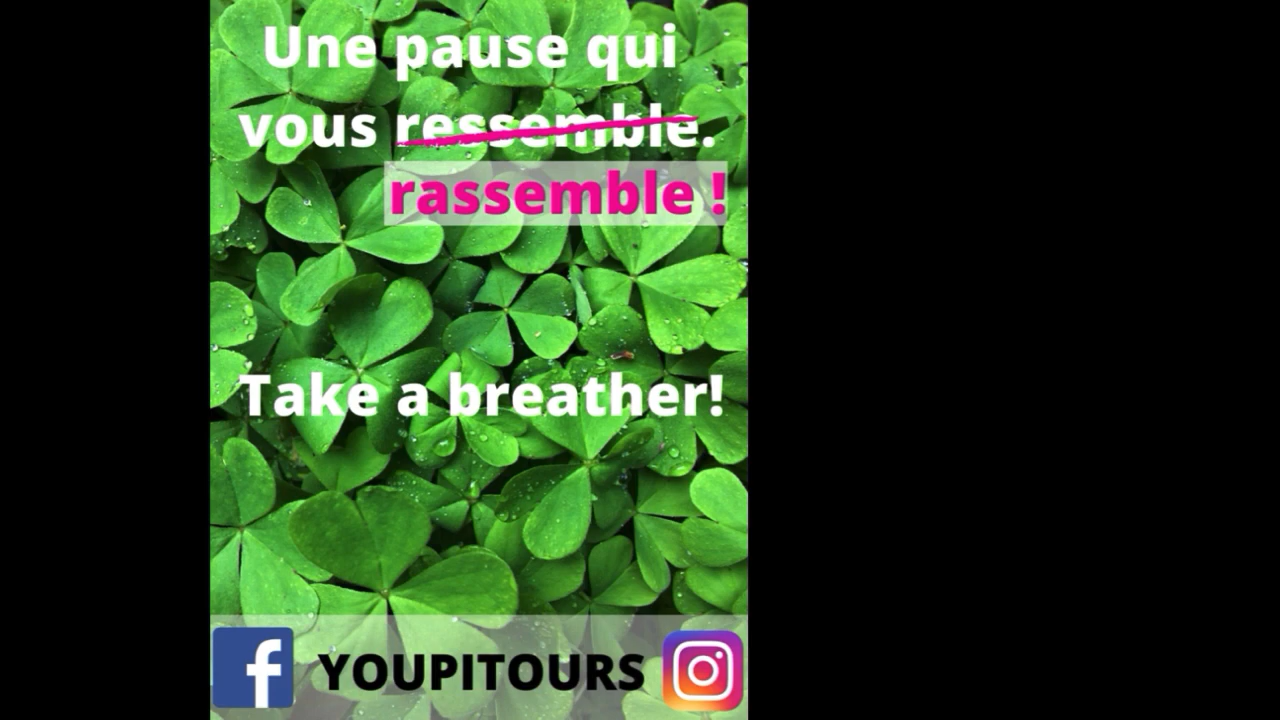 Une pause qui
vous ressemble.
rassemble !
Take a breather!
YOUPITOURS